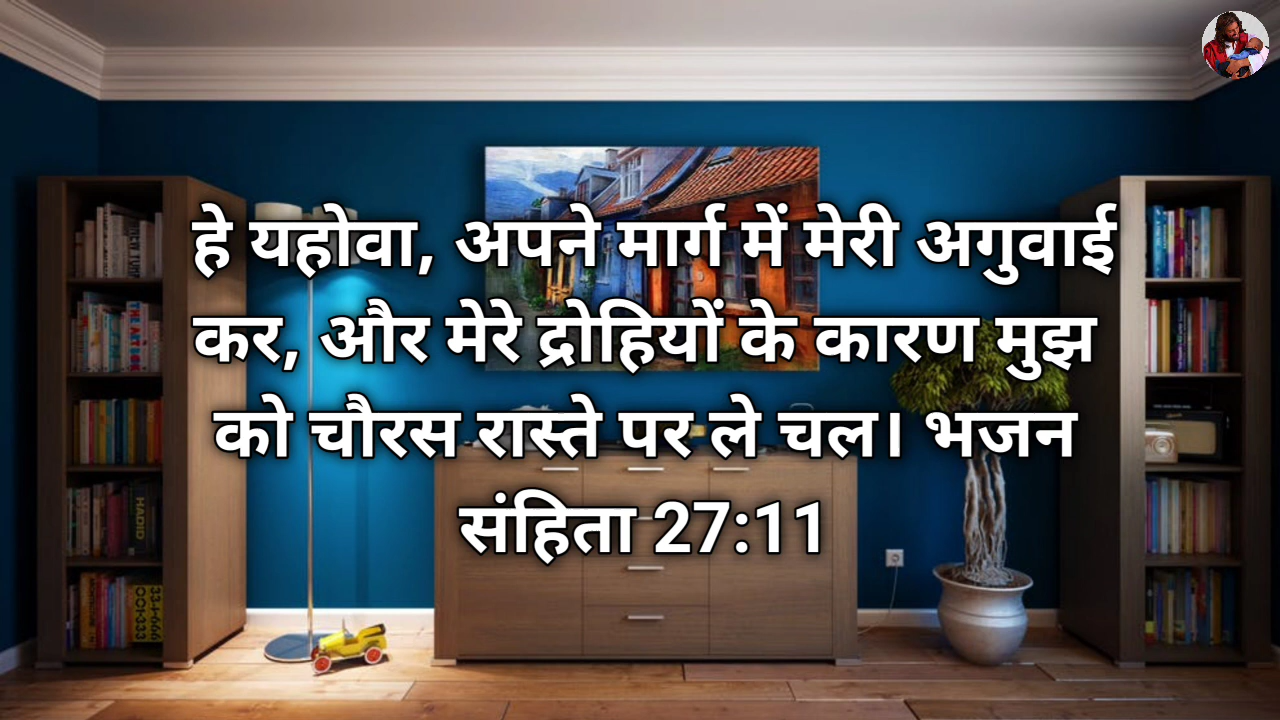 हे यहोवा, अपने मार्ग में मेरी अगुवाई
कर, और मेरे द्रोहियों के कारण मुझ
को चौरस रास्ते पर ले चल। भजन
संहिता 27:11